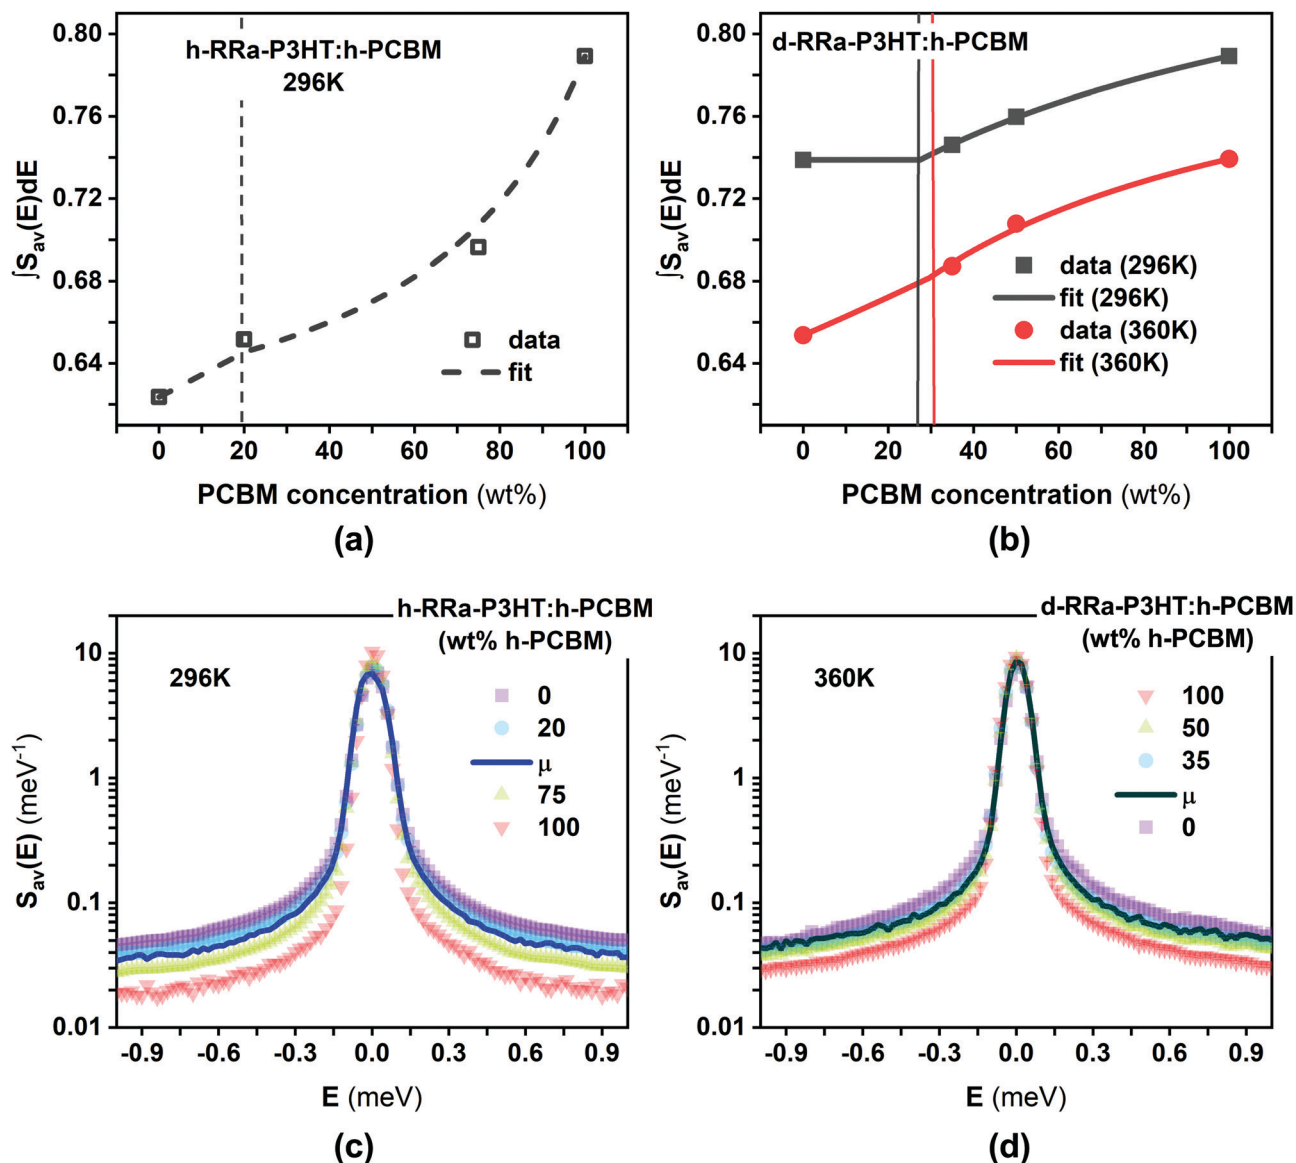 h-RRa-P3HT:h-PCBM
296K
∫S_av(E)dE
0.80
0.76
0.72
0.68
0.64
data
fit
0 20 40 60 80 100
PCBM concentration (wt%)
(a)
d-RRa-P3HT:h-PCBM
∫S_av(E)dE
0.80
0.76
0.72
0.68
0.64
data (296K)
fit (296K)
data (360K)
fit (360K)
0 20 40 60 80 100
PCBM concentration (wt%)
(b)
h-RRa-P3HT:h-PCBM
(wt% h-PCBM)
296K
0
20
μ
75
100
S_av(E) (meV⁻¹)
10
1
0.1
0.01
-0.9 -0.6 -0.3 0.0 0.3 0.6 0.9
E (meV)
(c)
d-RRa-P3HT:h-PCBM
(wt% h-PCBM)
360K
100
50
35
μ
0
S_av(E) (meV⁻¹)
10
1
0.1
0.01
-0.9 -0.6 -0.3 0.0 0.3 0.6 0.9
E (meV)
(d)